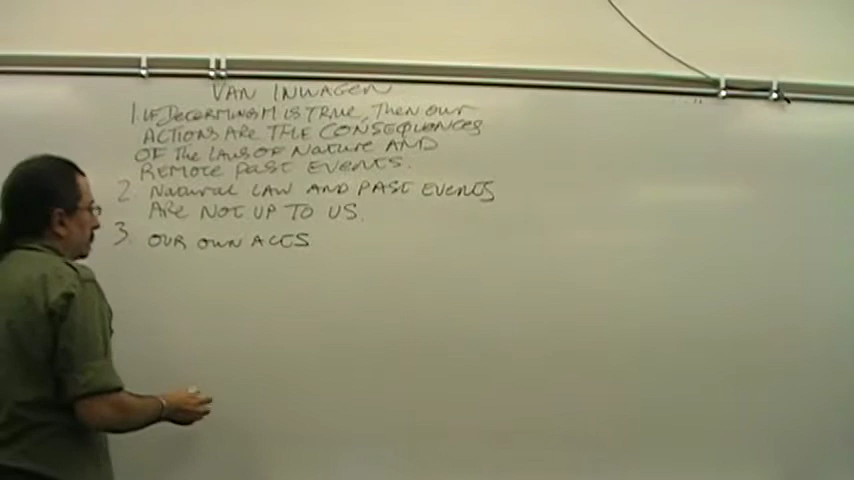 VAN INWAGEN
1. IF DETERMINISM IS TRUE, THEN OUR
ACTIONS ARE THE CONSEQUENCES
OF THE LAWS OF NATURE AND
REMOTE PAST EVENTS.
2. NATURAL LAW AND PAST EVENTS
ARE NOT UP TO US.
3. OUR OWN ACTS